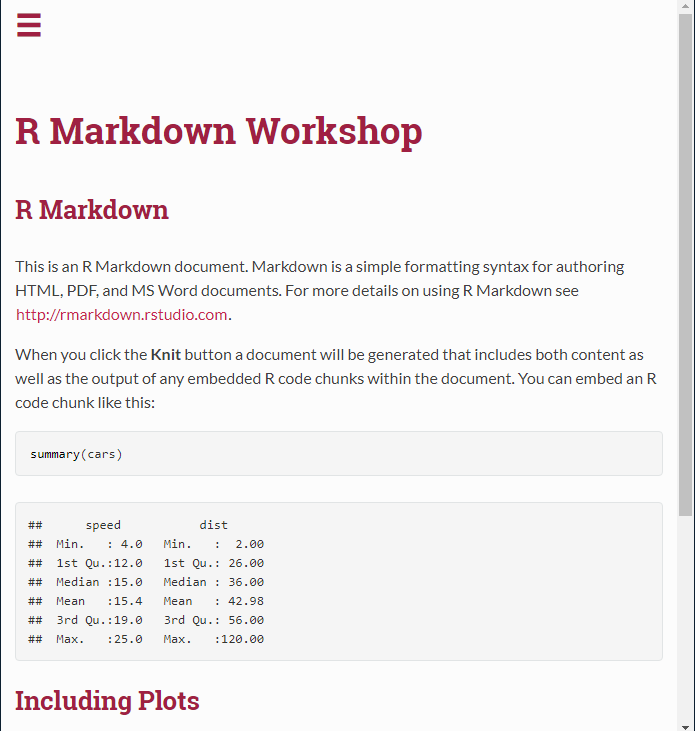 R Markdown Workshop
R Markdown
This is an R Markdown document. Markdown is a simple formatting syntax for authoring
HTML, PDF, and MS Word documents. For more details on using R Markdown see
http://rmarkdown.rstudio.com.
When you click the Knit button a document will be generated that includes both content as
well as the output of any embedded R code chunks within the document. You can embed an R
code chunk like this:
summary(cars)
##      speed           dist
##  Min.   : 4.0   Min.   :  2.00
##  1st Qu.:12.0   1st Qu.: 26.00
##  Median :15.0   Median : 36.00
##  Mean   :15.4   Mean   : 42.98
##  3rd Qu.:19.0   3rd Qu.: 56.00
##  Max.   :25.0   Max.   :120.00
Including Plots